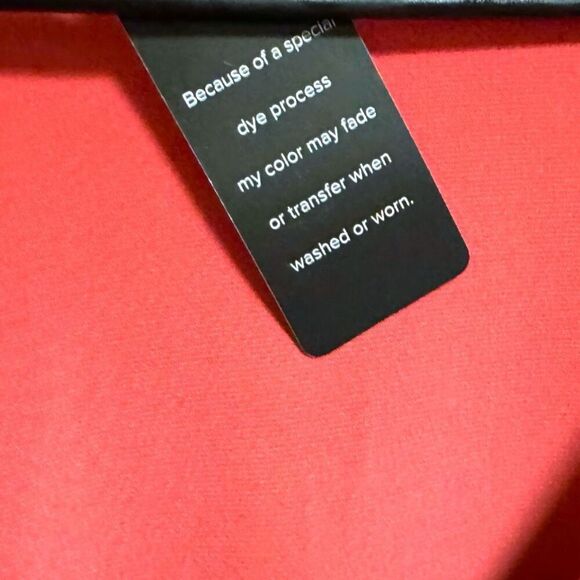 Because of a special
dye process
my color may fade
or transfer when
washed or worn.